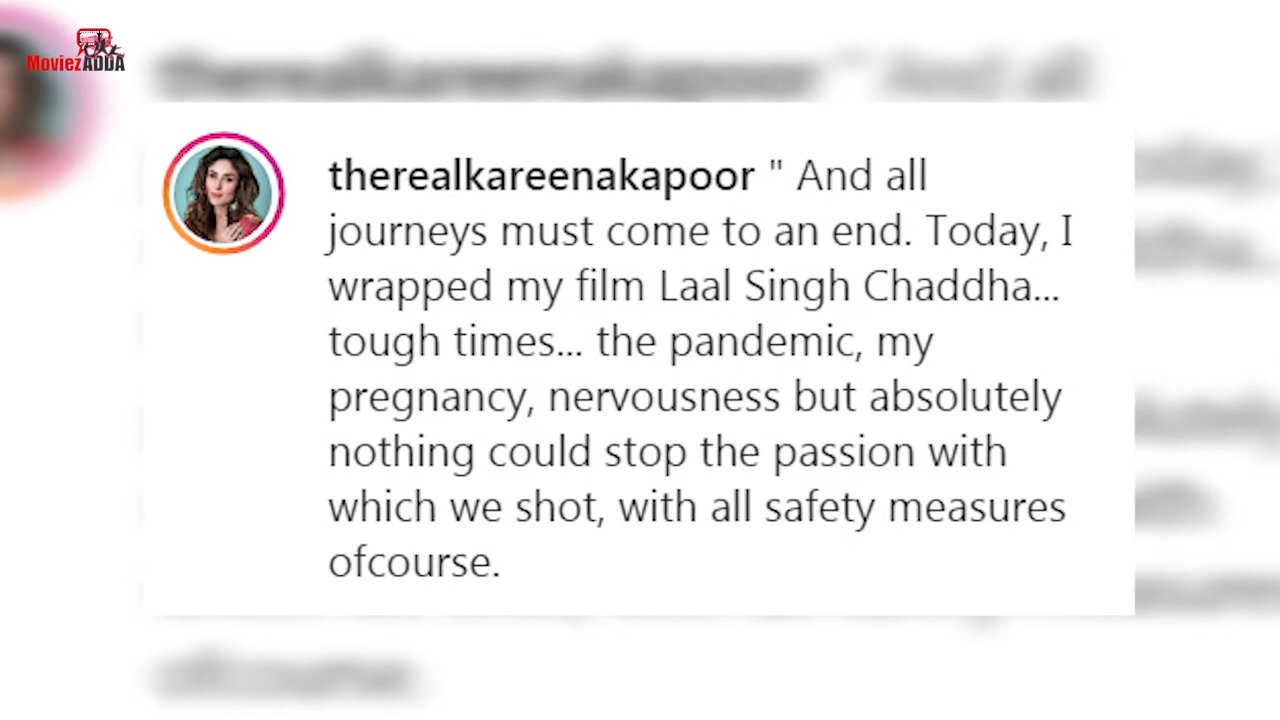 MoviezADDA
therealkareenakapoor " And all
journeys must come to an end. Today, I
wrapped my film Laal Singh Chaddha...
tough times... the pandemic, my
pregnancy, nervousness but absolutely
nothing could stop the passion with
which we shot, with all safety measures
ofcourse.